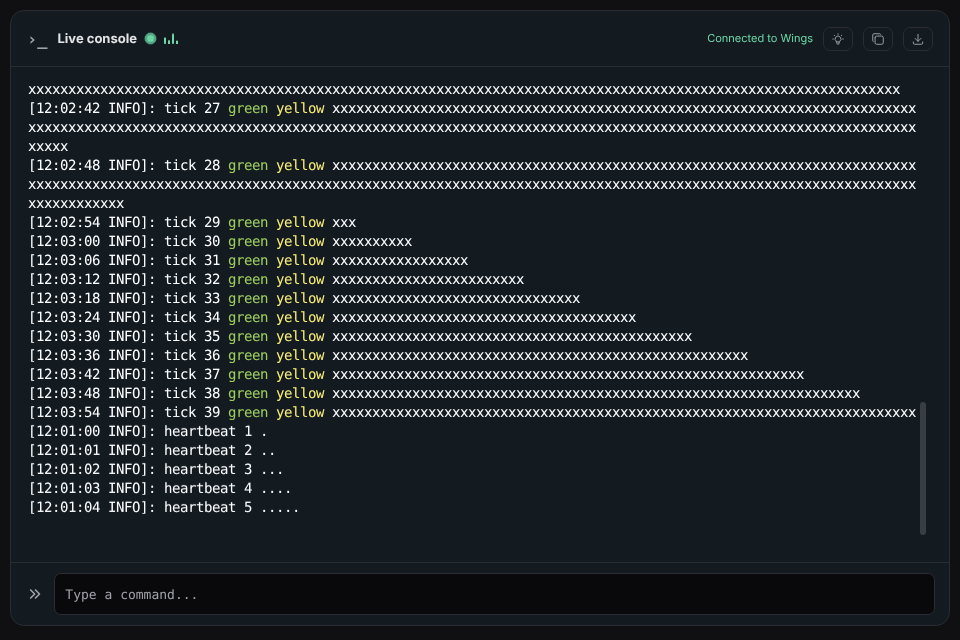 xxxxxxxxxxxxxxxxxxxxxxxxxxxxxxxxxxxxxxxxxxxxxxxxxxxxxxxxxxxxxxxxxxxxxxxxxxxxxxxxxxxxxxxxxxxxxxxxxxxxxxxxxxxxx
[12:02:42 INFO]: tick 27 green yellow xxxxxxxxxxxxxxxxxxxxxxxxxxxxxxxxxxxxxxxxxxxxxxxxxxxxxxxxxxxxxxxxxxxxxxxxx
xxxxxxxxxxxxxxxxxxxxxxxxxxxxxxxxxxxxxxxxxxxxxxxxxxxxxxxxxxxxxxxxxxxxxxxxxxxxxxxxxxxxxxxxxxxxxxxxxxxxxxxxxxxxxxx
xxxxx
[12:02:48 INFO]: tick 28 green yellow xxxxxxxxxxxxxxxxxxxxxxxxxxxxxxxxxxxxxxxxxxxxxxxxxxxxxxxxxxxxxxxxxxxxxxxxx
xxxxxxxxxxxxxxxxxxxxxxxxxxxxxxxxxxxxxxxxxxxxxxxxxxxxxxxxxxxxxxxxxxxxxxxxxxxxxxxxxxxxxxxxxxxxxxxxxxxxxxxxxxxxxxx
xxxxxxxxxxxx
[12:02:54 INFO]: tick 29 green yellow xxx
[12:03:00 INFO]: tick 30 green yellow xxxxxxxxxx
[12:03:06 INFO]: tick 31 green yellow xxxxxxxxxxxxxxxxx
[12:03:12 INFO]: tick 32 green yellow xxxxxxxxxxxxxxxxxxxxxxxx
[12:03:18 INFO]: tick 33 green yellow xxxxxxxxxxxxxxxxxxxxxxxxxxxxxxx
[12:03:24 INFO]: tick 34 green yellow xxxxxxxxxxxxxxxxxxxxxxxxxxxxxxxxxxxxxx
[12:03:30 INFO]: tick 35 green yellow xxxxxxxxxxxxxxxxxxxxxxxxxxxxxxxxxxxxxxxxxxxxx
[12:03:36 INFO]: tick 36 green yellow xxxxxxxxxxxxxxxxxxxxxxxxxxxxxxxxxxxxxxxxxxxxxxxxxxxx
[12:03:42 INFO]: tick 37 green yellow xxxxxxxxxxxxxxxxxxxxxxxxxxxxxxxxxxxxxxxxxxxxxxxxxxxxxxxxxxx
[12:03:48 INFO]: tick 38 green yellow xxxxxxxxxxxxxxxxxxxxxxxxxxxxxxxxxxxxxxxxxxxxxxxxxxxxxxxxxxxxxxxxxx
[12:03:54 INFO]: tick 39 green yellow xxxxxxxxxxxxxxxxxxxxxxxxxxxxxxxxxxxxxxxxxxxxxxxxxxxxxxxxxxxxxxxxxxxxxxxxx
[12:01:00 INFO]: heartbeat 1 .
[12:01:01 INFO]: heartbeat 2 ..
[12:01:02 INFO]: heartbeat 3 ...
[12:01:03 INFO]: heartbeat 4 ....
[12:01:04 INFO]: heartbeat 5 .....
Live console
Connected to Wings
Type a command...